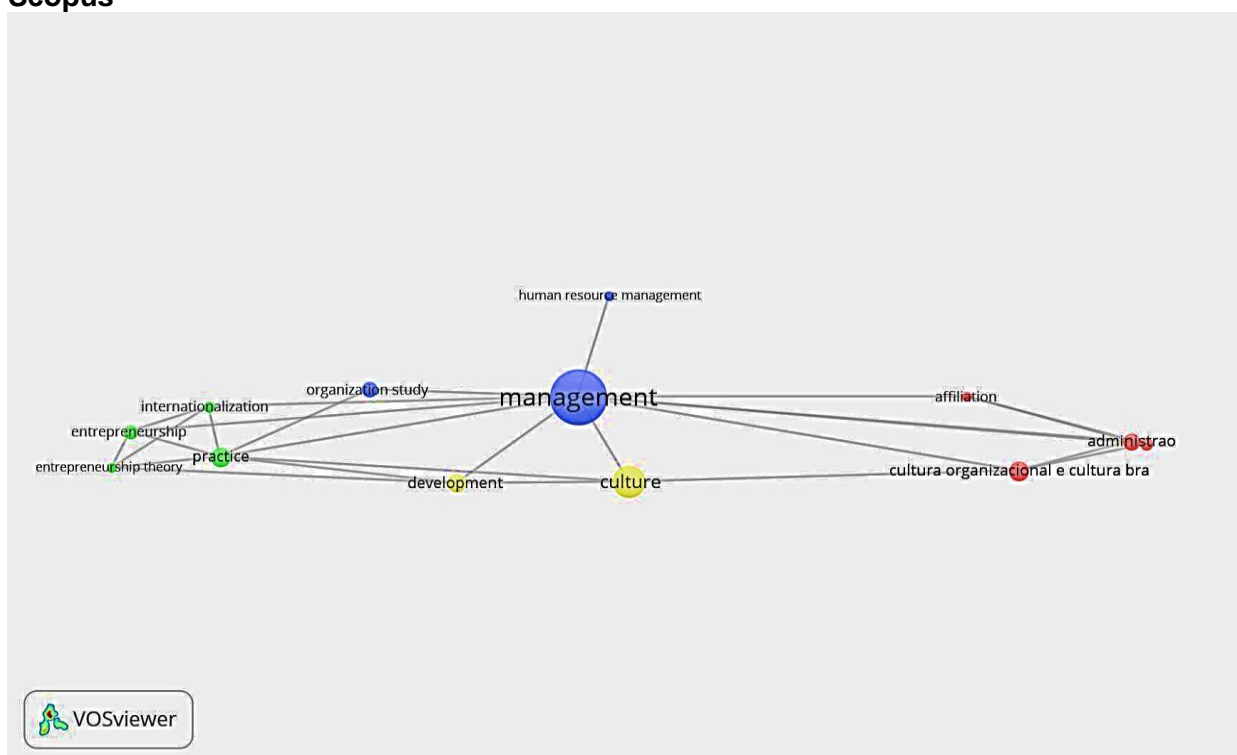 Scopus
human resource management
organization study
management
affiliation
internationalization
entrepreneurship
administrao
practice
entrepreneurship theory
cultura organizacional e cultura bra
development
culture
VOSviewer